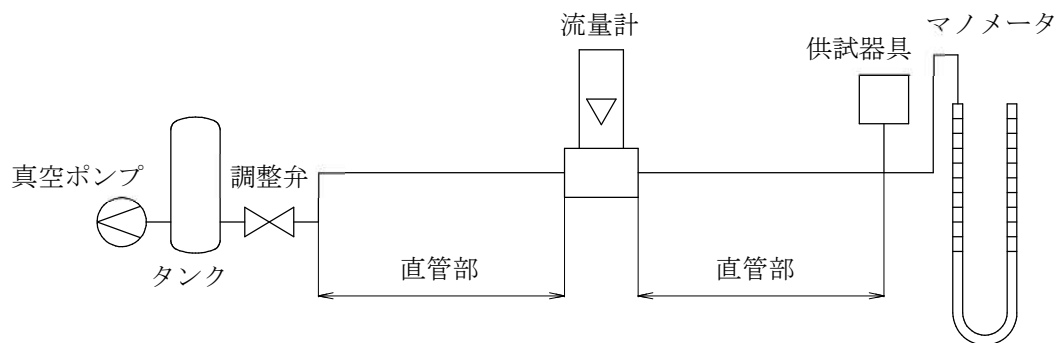 流量計
マノメータ
供試器具
真空ポンプ
調整弁
タンク
直管部
直管部